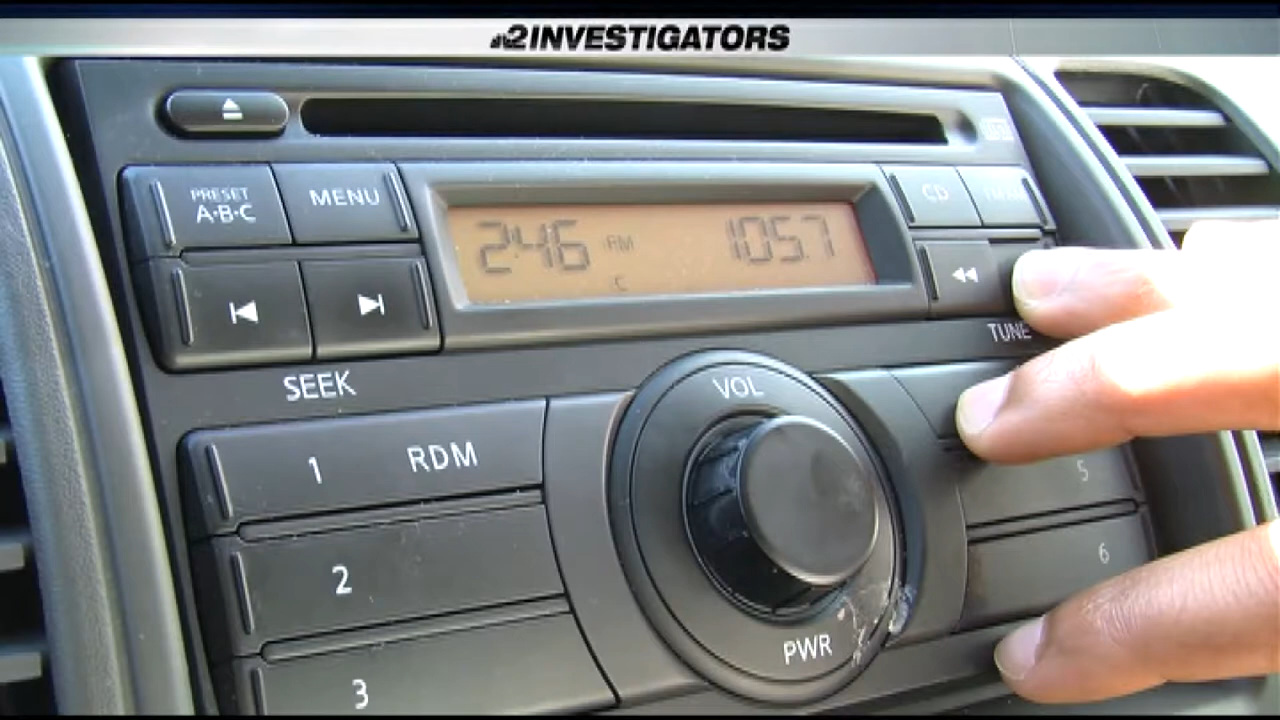 2INVESTIGATORS
PRESET
A·B·C
MENU
CD
2:46 FM 105.7
C
TUNE
SEEK
VOL
1 RDM
5
2
6
PWR
3